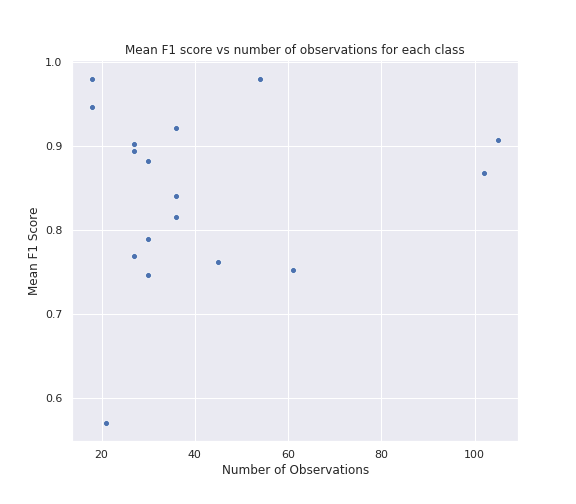 Mean F1 score vs number of observations for each class
1.0
0.9
0.8
0.7
0.6
Mean F1 Score
20 40 60 80 100
Number of Observations